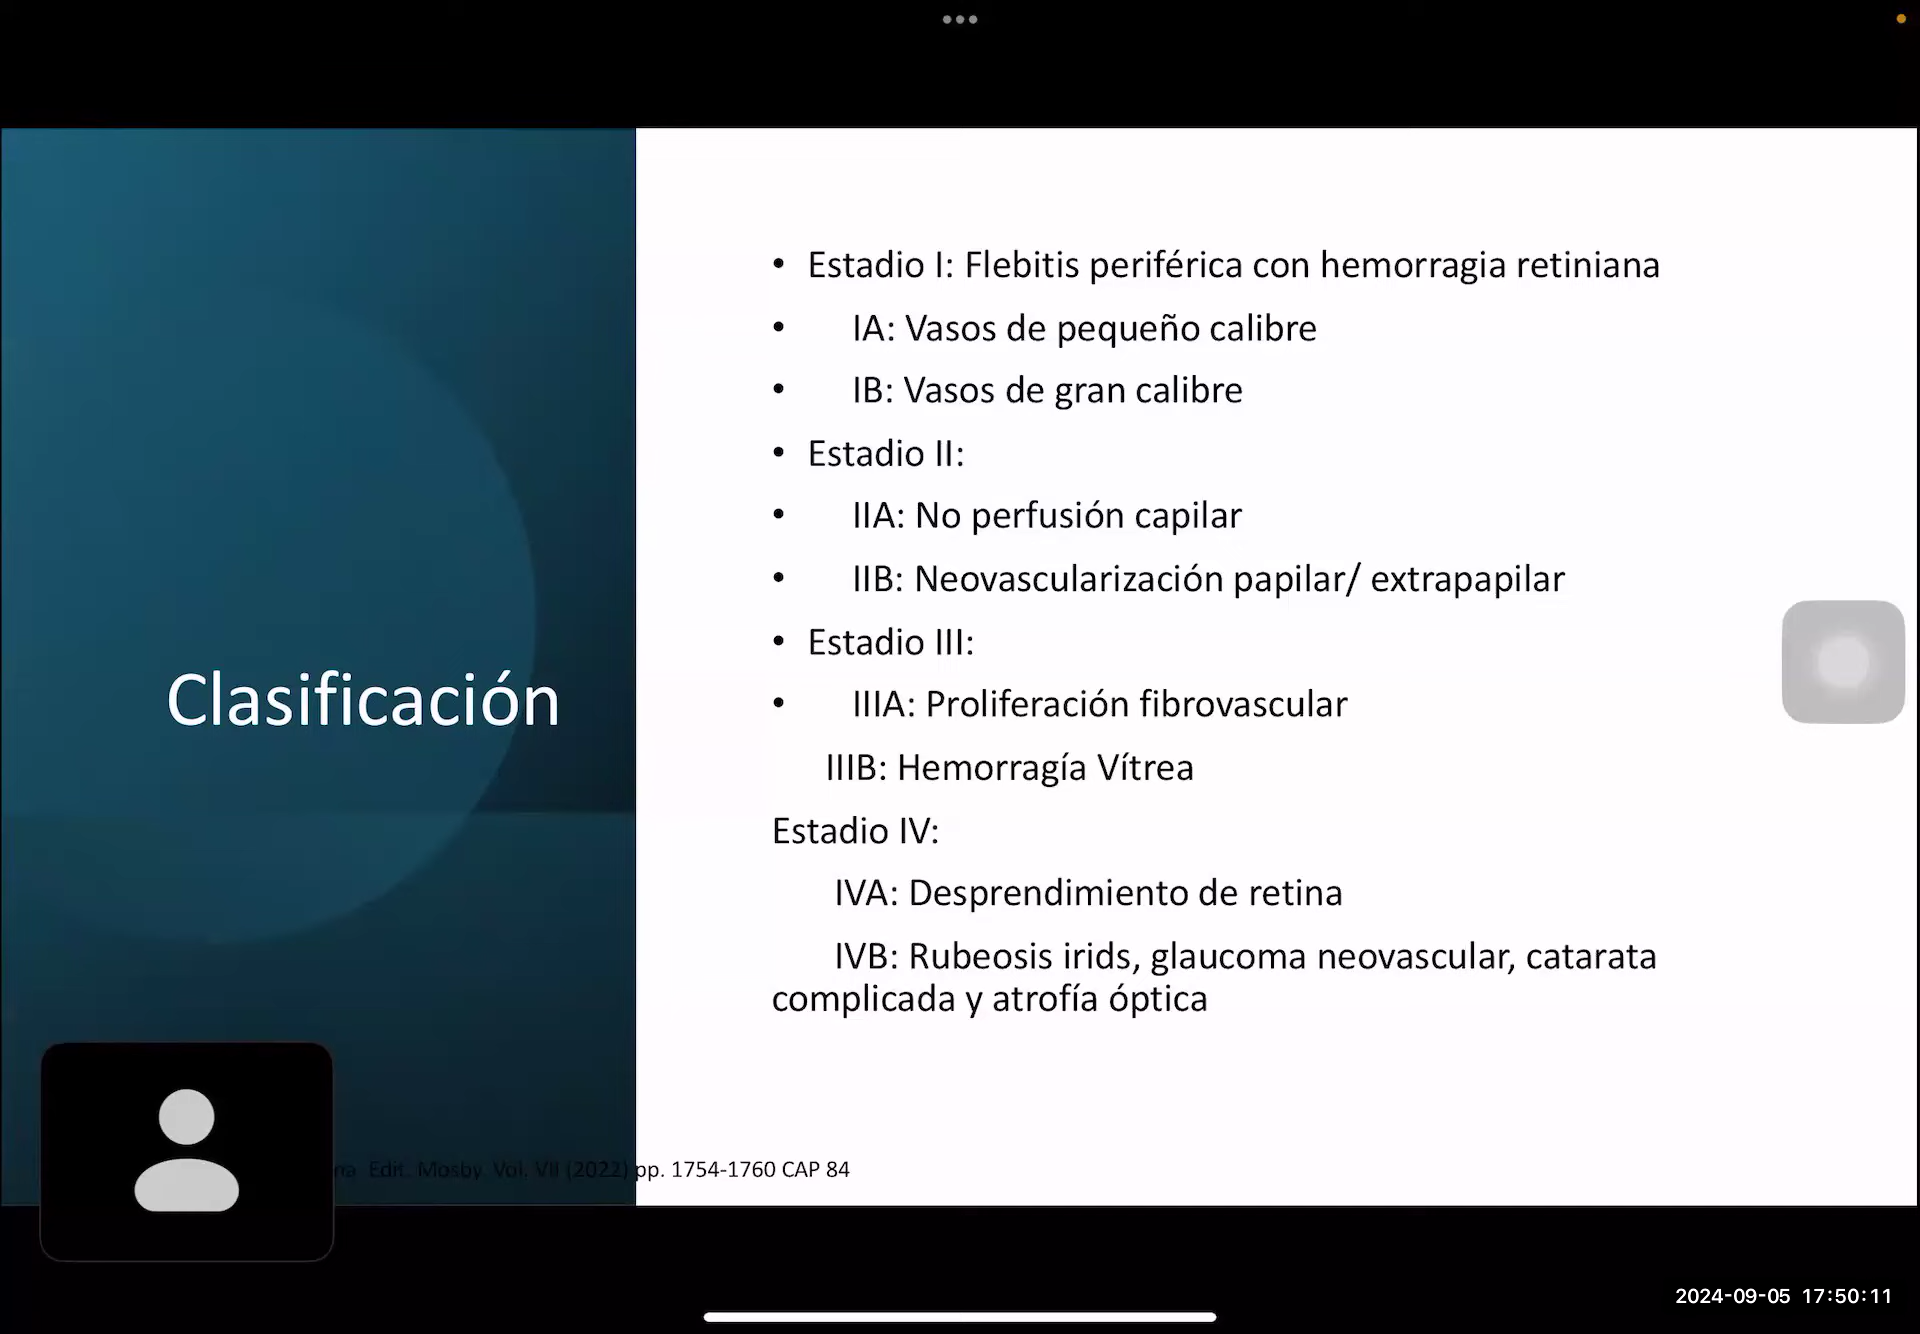 Clasificación
• Estadio I: Flebitis periférica con hemorragia retiniana
• IA: Vasos de pequeño calibre
• IB: Vasos de gran calibre
• Estadio II:
• IIA: No perfusión capilar
• IIB: Neovascularización papilar/ extrapapilar
• Estadio III:
• IIIA: Proliferación fibrovascular
IIIB: Hemorragía Vítrea
Estadio IV:
IVA: Desprendimiento de retina
IVB: Rubeosis irids, glaucoma neovascular, catarata
complicada y atrofía óptica
Edit. Mosby. Vol. VII (2022) pp. 1754-1760 CAP 84
2024-09-05 17:50:11